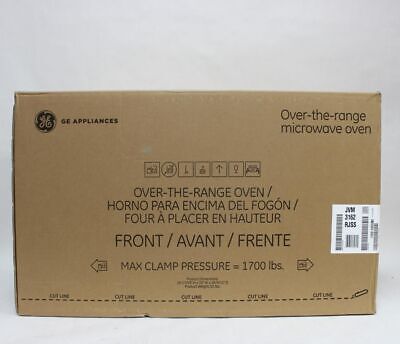 GE APPLIANCES
Over-the-range
microwave oven
JVM
3162
RJSS
OVER-THE-RANGE OVEN /
HORNO PARA ENCIMA DEL FOGÓN /
FOUR À PLACER EN HAUTEUR
FRONT / AVANT / FRENTE
MAX CLAMP PRESSURE = 1700 lbs.
CUT LINE CUT LINE CUT LINE CUT LINE